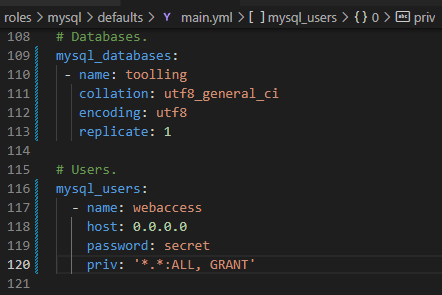 roles > mysql > defaults > Y main.yml > [ ] mysql_users > {} 0 > abc priv
108 # Databases.
109 mysql_databases:
110 - name: toolling
111 collation: utf8_general_ci
112 encoding: utf8
113 replicate: 1
114
115 # Users.
116 mysql_users:
117 - name: webaccess
118 host: 0.0.0.0
119 password: secret
120 priv: '*.*:ALL, GRANT'
121